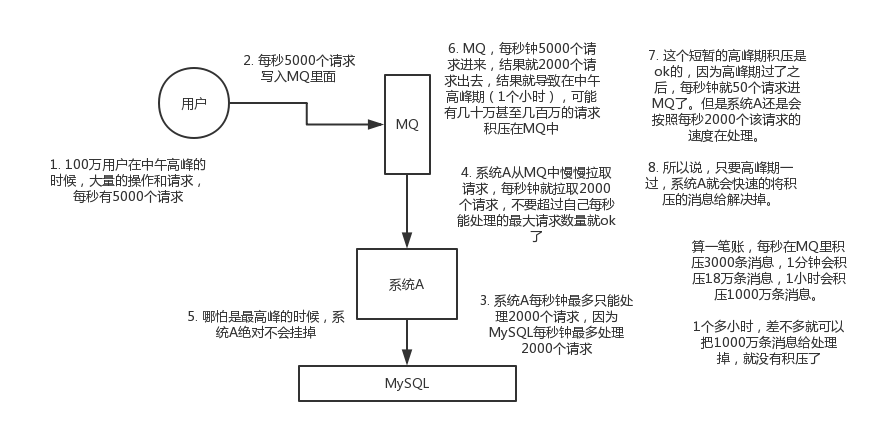 1. 100万用户在中午高峰的
时候，大量的操作和请求，
每秒有5000个请求
用户
2. 每秒5000个请求
写入MQ里面
MQ
6. MQ，每秒钟5000个请
求进来，结果就2000个请
求出去，结果就导致在中午
高峰期（1个小时），可能
有几十万甚至几百万的请求
积压在MQ中
4. 系统A从MQ中慢慢拉取
请求，每秒钟就拉取2000
个请求，不要超过自己每秒
能处理的最大请求数量就ok
了
系统A
5. 哪怕是最高峰的时候，系
统A绝对不会挂掉
3. 系统A每秒钟最多只能处
理2000个请求，因为
MySQL每秒钟最多处理
2000个请求
MySQL
7. 这个短暂的高峰期积压是
ok的，因为高峰期过了之
后，每秒钟就50个请求进
MQ了。但是系统A还是会
按照每秒2000个该请求的
速度在处理。
8. 所以说，只要高峰期一
过，系统A就会快速的将积
压的消息给解决掉。
算一笔账，每秒在MQ里积
压3000条消息，1分钟会积
压18万条消息，1小时会积
压1000万条消息。
1个多小时，差不多就可以
把1000万条消息给处理
掉，就没有积压了